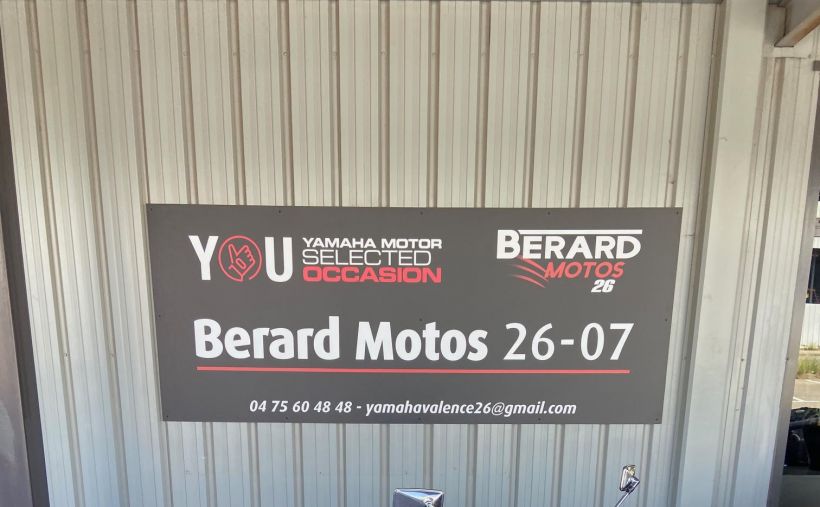 YOU YAMAHA MOTOR
SELECTED
OCCASION
BERARD
MOTOS
26
Berard Motos 26-07
04 75 60 48 48 - yamahavalence26@gmail.com